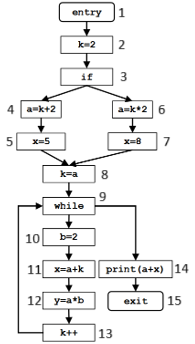 entry 1
k=2 2
if 3
4 a=k+2 a=k*2 6
5 x=5 x=8 7
k=a 8
while 9
10 b=2
11 x=a+k print(a+x) 14
12 y=a*b exit 15
k++ 13